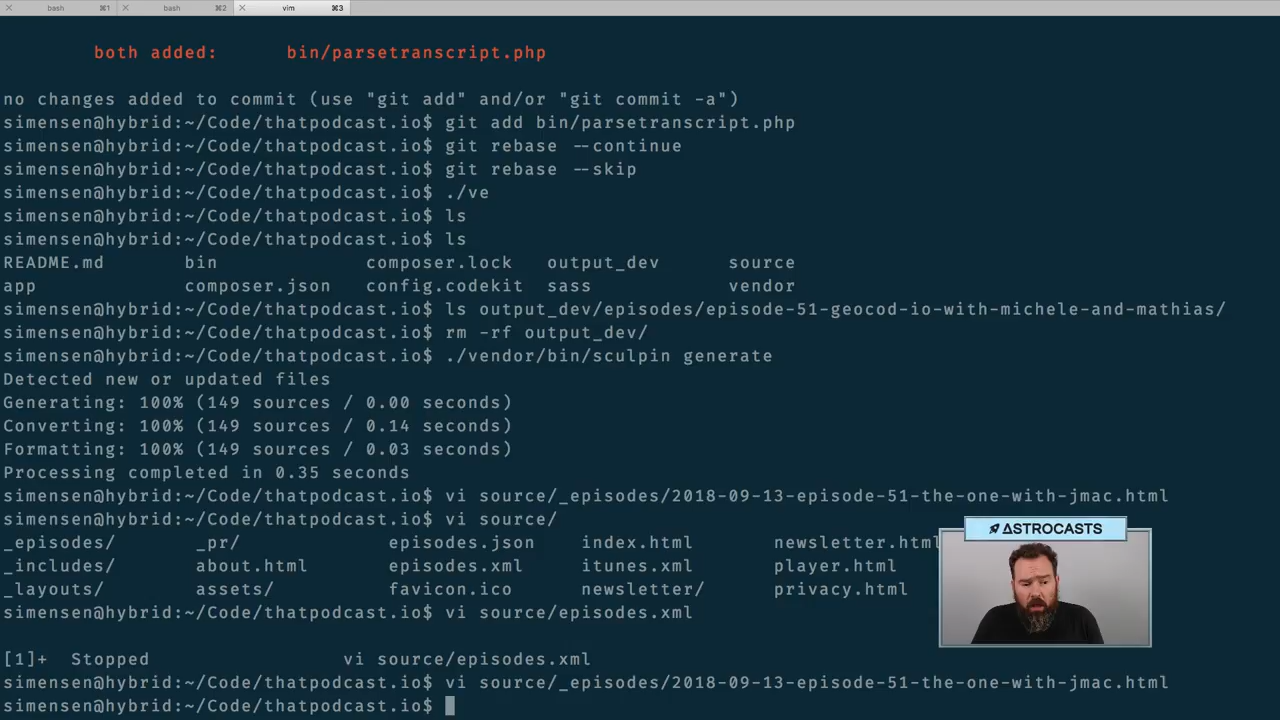 bash ⌘1 bash ⌘2 vim ⌘3
both added: bin/parsetranscript.php
no changes added to commit (use "git add" and/or "git commit -a")
simensen@hybrid:~/Code/thatpodcast.io$ git add bin/parsetranscript.php
simensen@hybrid:~/Code/thatpodcast.io$ git rebase --continue
simensen@hybrid:~/Code/thatpodcast.io$ git rebase --skip
simensen@hybrid:~/Code/thatpodcast.io$ ./ve
simensen@hybrid:~/Code/thatpodcast.io$ ls
simensen@hybrid:~/Code/thatpodcast.io$ ls
README.md bin composer.lock output_dev source
app composer.json config.codekit sass vendor
simensen@hybrid:~/Code/thatpodcast.io$ ls output_dev/episodes/episode-51-geocod-io-with-michele-and-mathias/
simensen@hybrid:~/Code/thatpodcast.io$ rm -rf output_dev/
simensen@hybrid:~/Code/thatpodcast.io$ ./vendor/bin/sculpin generate
Detected new or updated files
Generating: 100% (149 sources / 0.00 seconds)
Converting: 100% (149 sources / 0.14 seconds)
Formatting: 100% (149 sources / 0.03 seconds)
Processing completed in 0.35 seconds
simensen@hybrid:~/Code/thatpodcast.io$ vi source/_episodes/2018-09-13-episode-51-the-one-with-jmac.html
simensen@hybrid:~/Code/thatpodcast.io$ vi source/
_episodes/ _pr/ episodes.json index.html newsletter.html
_includes/ about.html episodes.xml itunes.xml player.html
_layouts/ assets/ favicon.ico newsletter/ privacy.html
simensen@hybrid:~/Code/thatpodcast.io$ vi source/episodes.xml
[1]+ Stopped vi source/episodes.xml
simensen@hybrid:~/Code/thatpodcast.io$ vi source/_episodes/2018-09-13-episode-51-the-one-with-jmac.html
simensen@hybrid:~/Code/thatpodcast.io$
ΔSTROCASTS